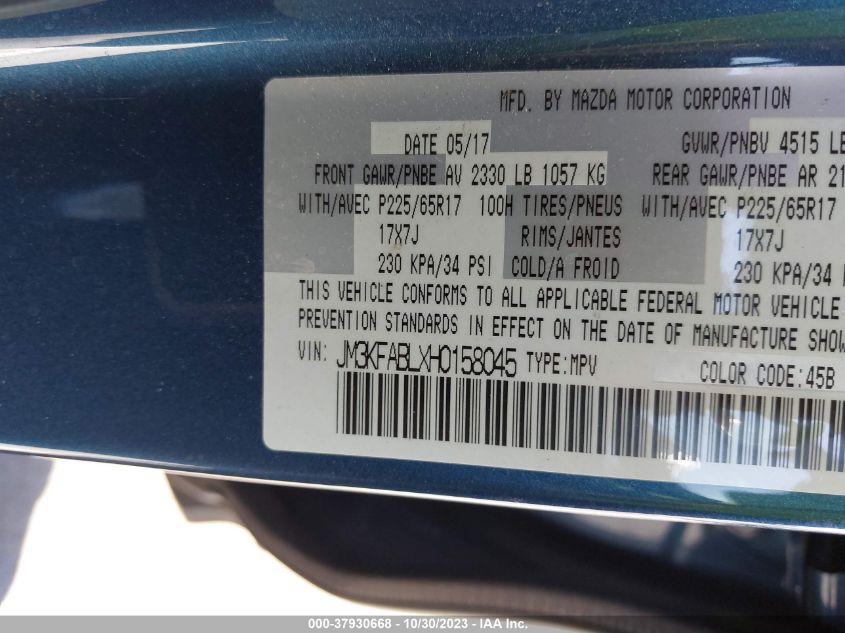 MFD. BY MAZDA MOTOR CORPORATION
DATE 05/17 GVWR/PNBV 4515 LB
FRONT GAWR/PNBE AV 2330 LB 1057 KG REAR GAWR/PNBE AR 21
WITH/AVEC P225/65R17 100H TIRES/PNEUS WITH/AVEC P225/65R17
17X7J RIMS/JANTES 17X7J
230 KPA/34 PSI COLD/A FROID 230 KPA/34
THIS VEHICLE CONFORMS TO ALL APPLICABLE FEDERAL MOTOR VEHICLE
PREVENTION STANDARDS IN EFFECT ON THE DATE OF MANUFACTURE SHOW
VIN: JM3KFABLXH0158045 TYPE:MPV COLOR CODE:45B
000-37930668 - 10/30/2023 - IAA Inc.